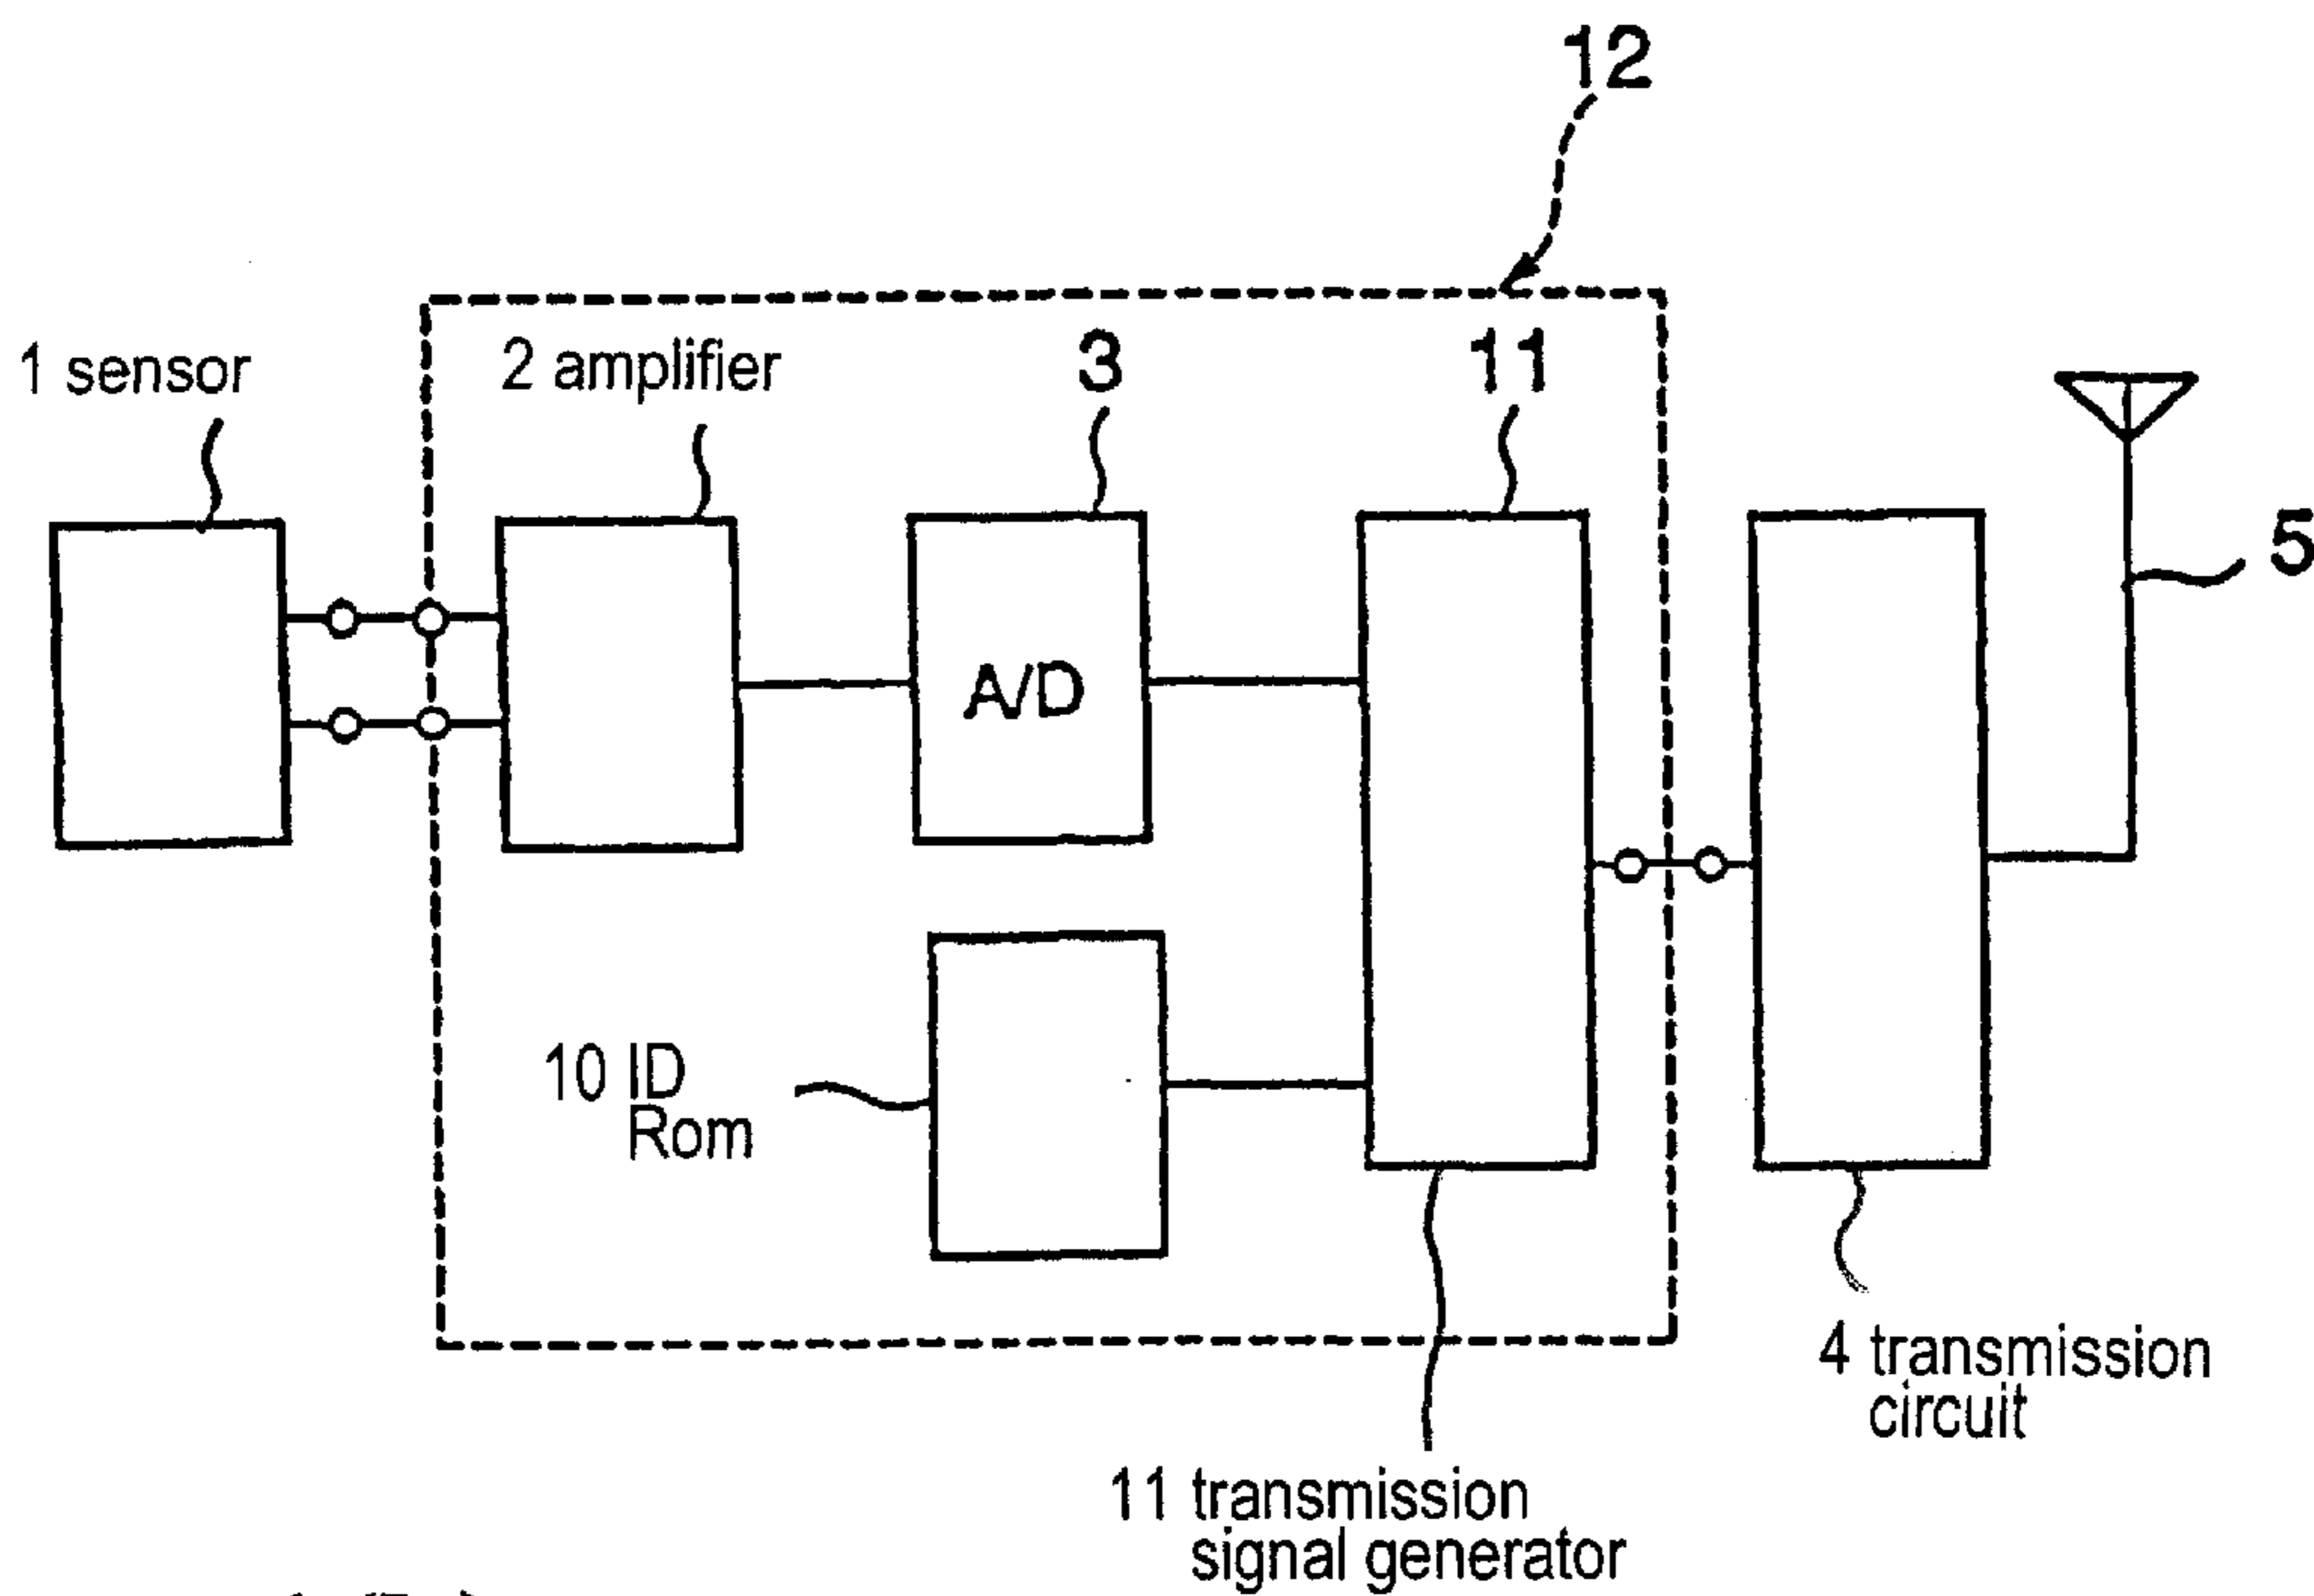 12
1 sensor
2 amplifier
3
11
5
A/D
10 ID
Rom
4 transmission
circuit
11 transmission
signal generator